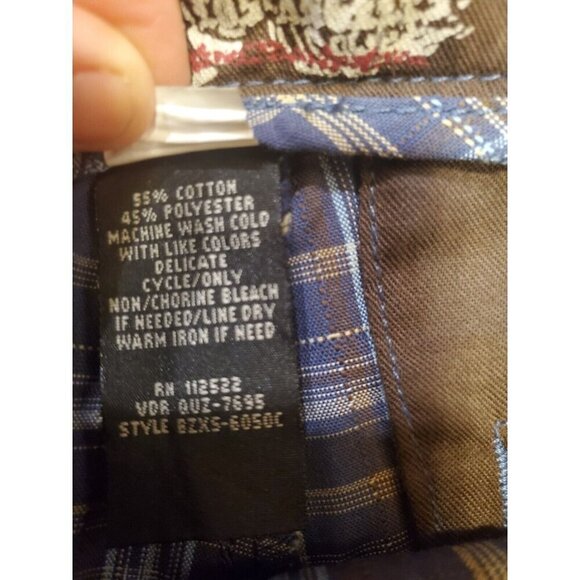 55% COTTON
45% POLYESTER
MACHINE WASH COLD
WITH LIKE COLORS
DELICATE
CYCLE/ONLY
NON/CHORINE BLEACH
IF NEEDED/LINE DRY
WARM IRON IF NEED
RN 112522
VDR QUZ-7695
STYLE BZXS-6050C